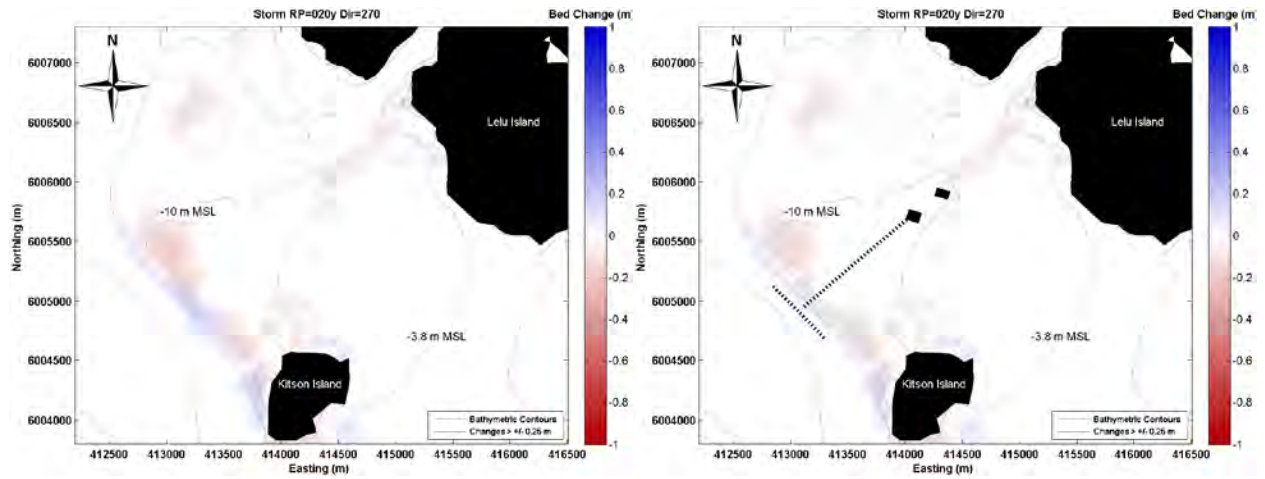 Storm RP=020y Dir=270
Bed Change (m)
N
6007000
6006500
6006000
6005500
6005000
6004500
6004000
Northing (m)
Lelu Island
-10 m MSL
-3.8 m MSL
Kitson Island
Bathymetric Contours
Changes > +/-0.25 m
412500 413000 413500 414000 414500 415000 415500 416000 416500
Easting (m)
1
0.8
0.6
0.4
0.2
0
-0.2
-0.4
-0.6
-0.8
-1
Storm RP=020y Dir=270
Bed Change (m
N
6007000
6006500
6006000
6005500
6005000
6004500
6004000
Northing (m)
Lelu Island
-10 m MSL
-3.8 m MSL
Kitson Island
Bathymetric Contours
Changes > +/-0.25 m
412500 413000 413500 414000 414500 415000 415500 416000 416500
Easting (m)
1
0.8
0.6
0.4
0.2
0
-0.2
-0.4
-0.6
-0.8
-1